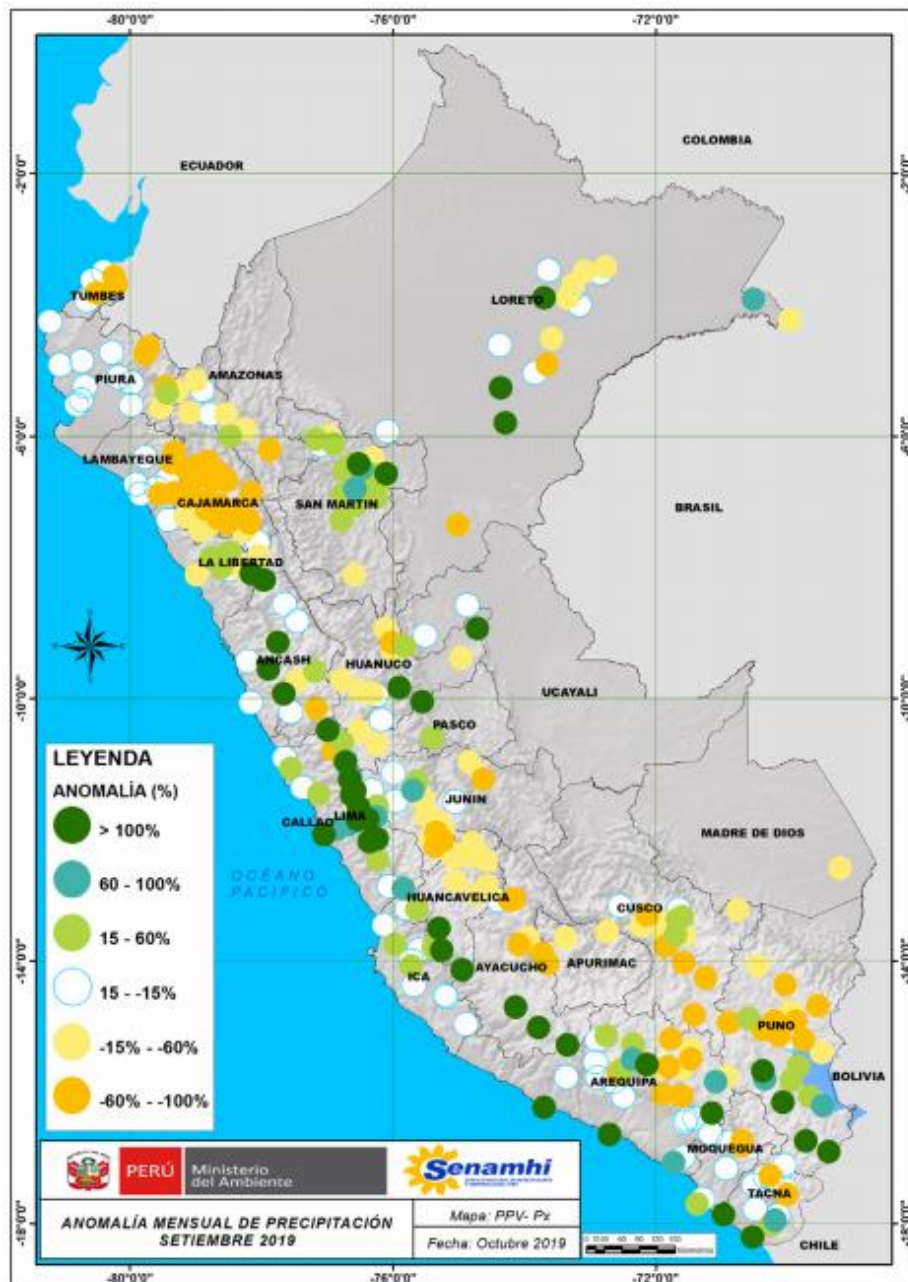 -80°0'0" -76°0'0" -72°0'0"
COLOMBIA
ECUADOR
-2°0'0" -2°0'0"
TUMBES
LORETO
PIURA
AMAZONAS
-6°0'0" -6°0'0"
LAMBAYEQUE
CAJAMARCA
SAN MARTIN
BRASIL
LA LIBERTAD
ANCASH
HUANUCO
UCAYALI
-10°0'0" -10°0'0"
PASCO
LEYENDA
ANOMALÍA (%)
> 100%
60 - 100%
15 - 60%
15 - -15%
-15% - -60%
-60% - -100%
JUNIN
CALLAO
LIMA
MADRE DE DIOS
OCÉANO
PACIFICO
HUANCAVELICA
CUSCO
-14°0'0" -14°0'0"
ICA
AYACUCHO
APURIMAC
PUNO
AREQUIPA
BOLIVIA
MOQUEGUA
TACNA
-18°0'0" -18°0'0"
CHILE
PERÚ
Ministerio
del Ambiente
Senamhi
ANOMALÍA MENSUAL DE PRECIPITACIÓN
SETIEMBRE 2019
Mapa: PPV- Px
Fecha: Octubre 2019
-80°0'0" -76°0'0" -72°0'0"